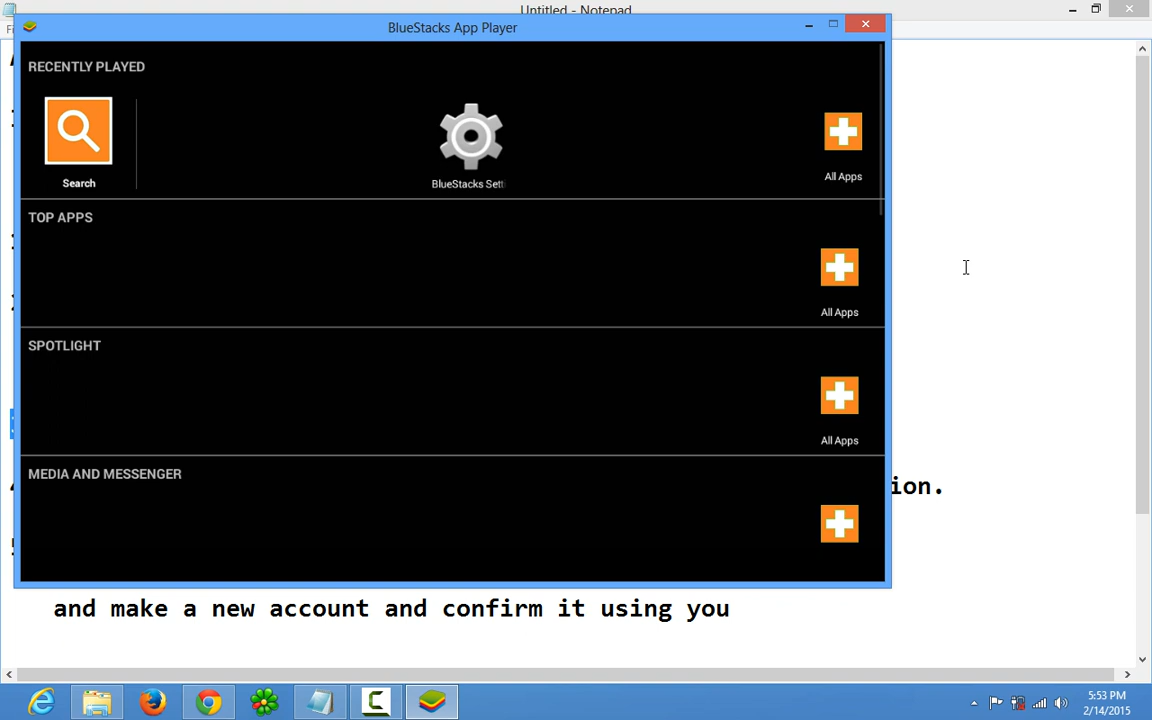 Untitled - Notepad
BlueStacks App Player
RECENTLY PLAYED
Search
BlueStacks Setti
All Apps
TOP APPS
All Apps
SPOTLIGHT
All Apps
MEDIA AND MESSENGER
ion.
and make a new account and confirm it using you
5:53 PM
2/14/2015